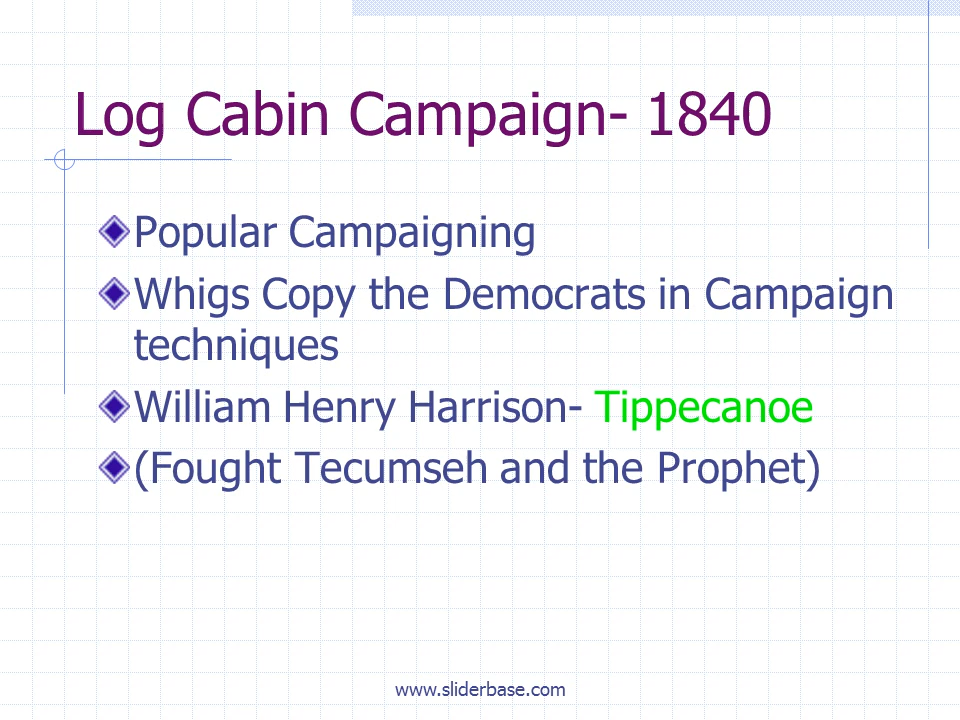 Log Cabin Campaign- 1840
Popular Campaigning
Whigs Copy the Democrats in Campaign
techniques
William Henry Harrison- Tippecanoe
(Fought Tecumseh and the Prophet)
www.sliderbase.com